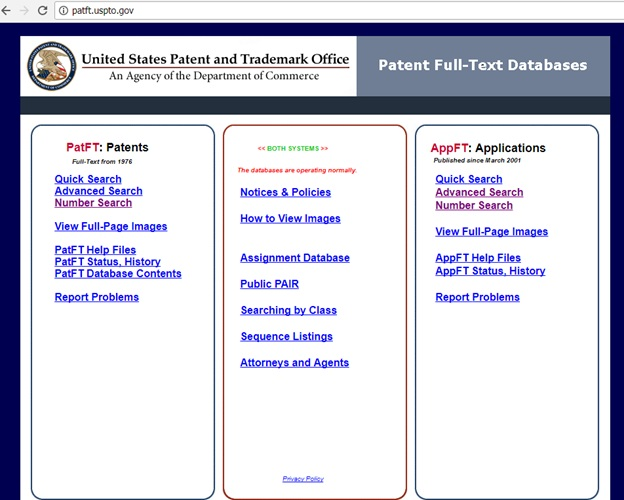 patft.uspto.gov
United States Patent and Trademark Office
An Agency of the Department of Commerce
Patent Full-Text Databases
PatFT: Patents
Full-Text from 1976
Quick Search
Advanced Search
Number Search
View Full-Page Images
PatFT Help Files
PatFT Status, History
PatFT Database Contents
Report Problems
<< BOTH SYSTEMS >>
The databases are operating normally.
Notices & Policies
How to View Images
Assignment Database
Public PAIR
Searching by Class
Sequence Listings
Attorneys and Agents
Privacy Policy
AppFT: Applications
Published since March 2001
Quick Search
Advanced Search
Number Search
View Full-Page Images
AppFT Help Files
AppFT Status, History
Report Problems